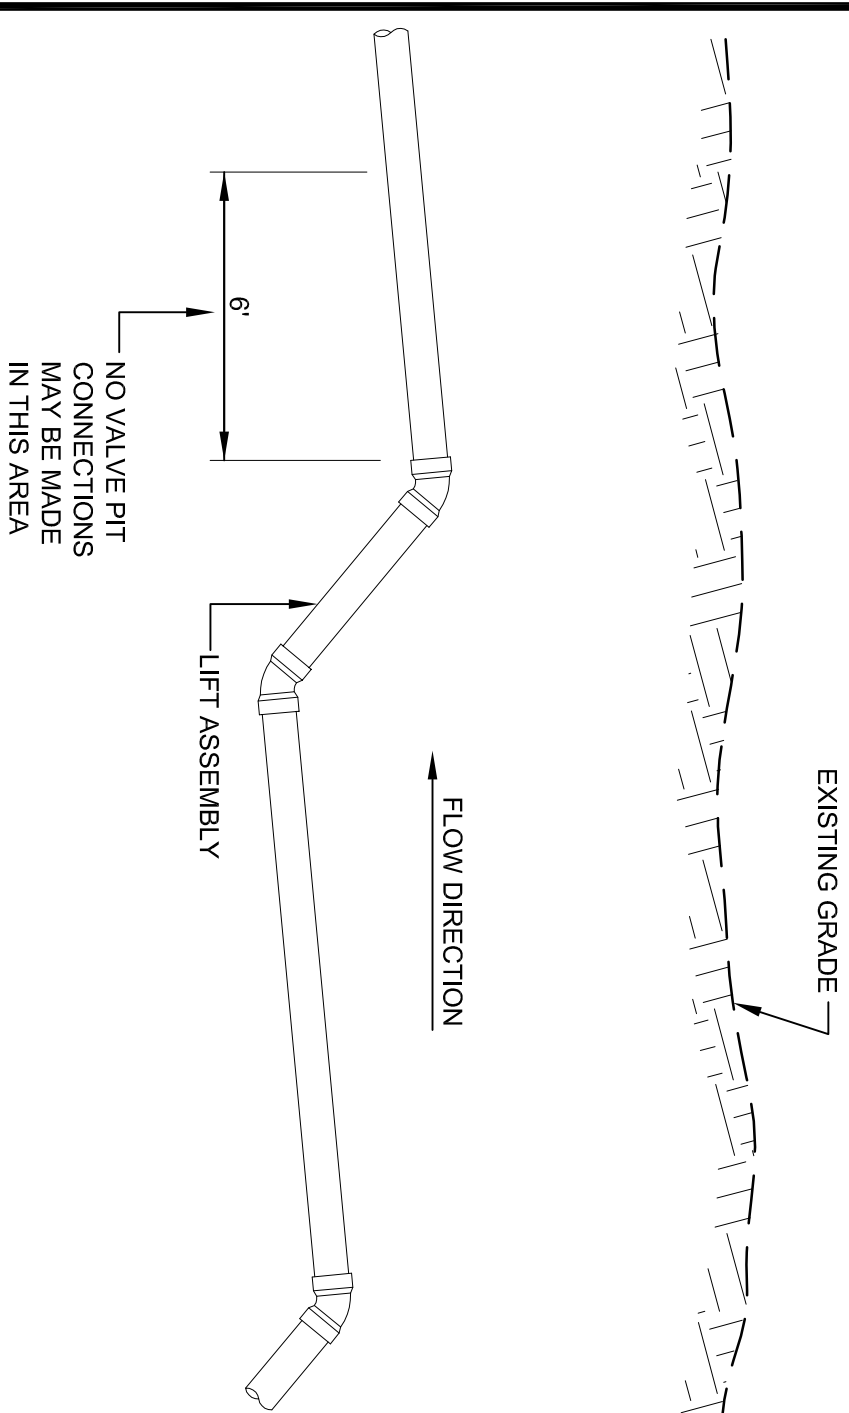 EXISTING GRADE
FLOW DIRECTION
6'
LIFT ASSEMBLY
NO VALVE PIT
CONNECTIONS
MAY BE MADE
IN THIS AREA